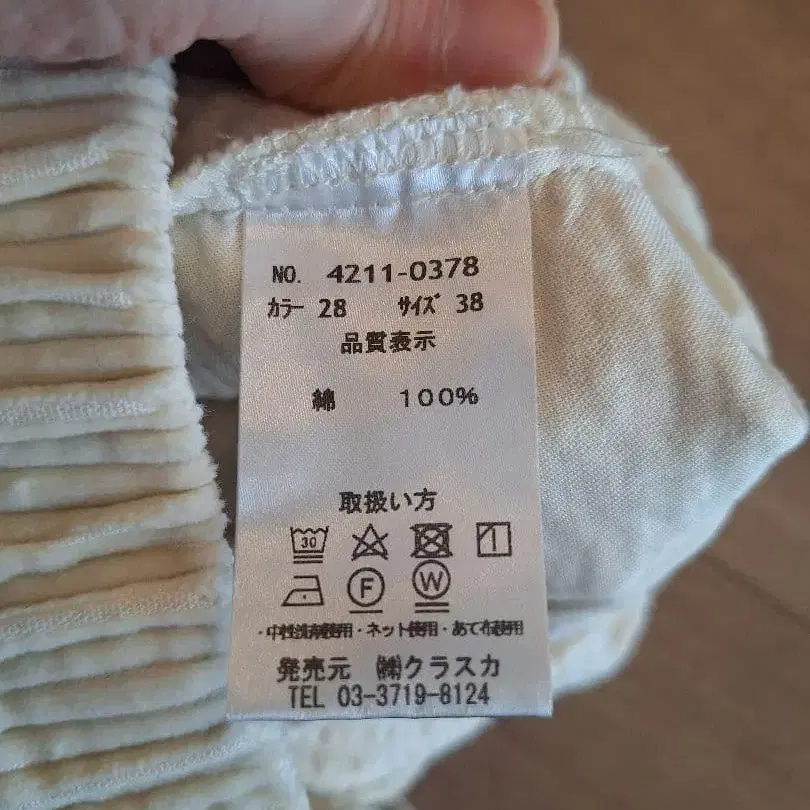 NO. 4211-0378
ｶﾗｰ 28 ｻｲｽﾞ 38
品質表示
綿 100%
取扱い方
30
F W
・中性洗剤使用・ネット使用・あて布使用
発売元 ㈱クラスカ
TEL 03-3719-8124